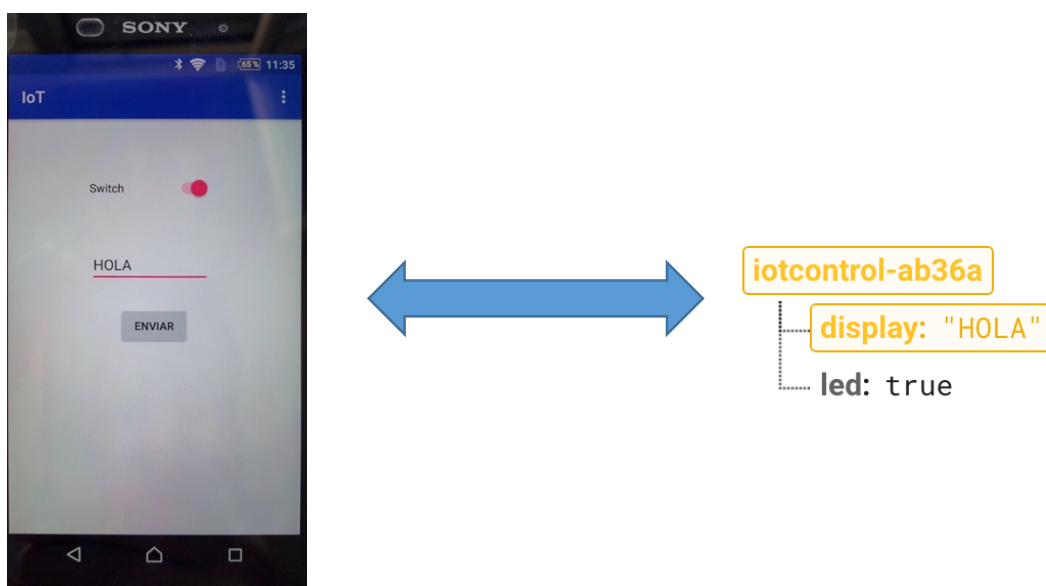 SONY
65% 11:35
IoT
Switch
HOLA
ENVIAR
iotcontrol-ab36a
display: "HOLA"
led: true